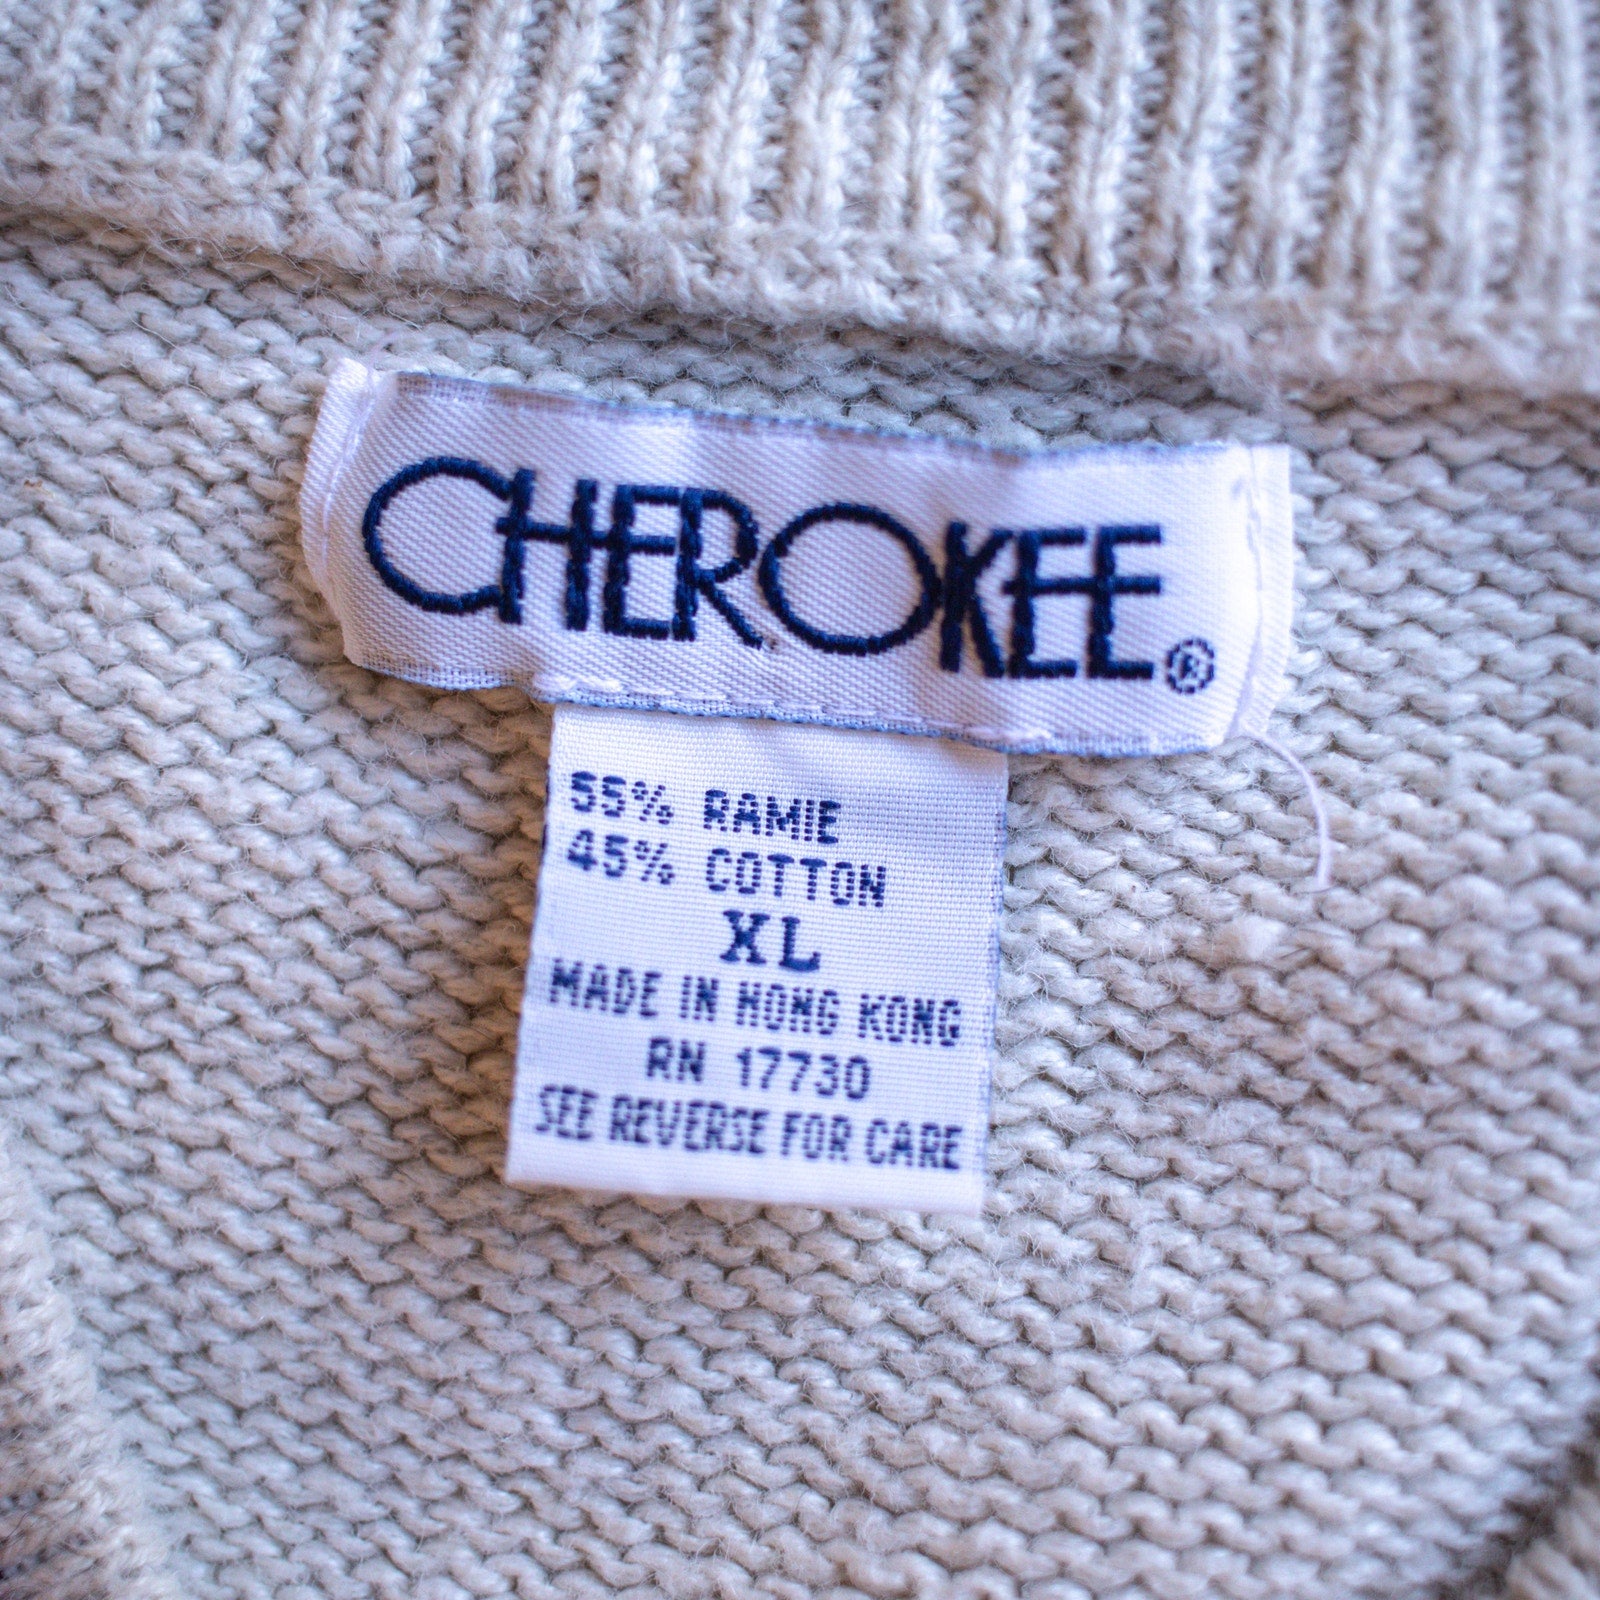 CHEROKEE®
55% RAMIE
45% COTTON
XL
MADE IN HONG KONG
RN 17730
SEE REVERSE FOR CARE